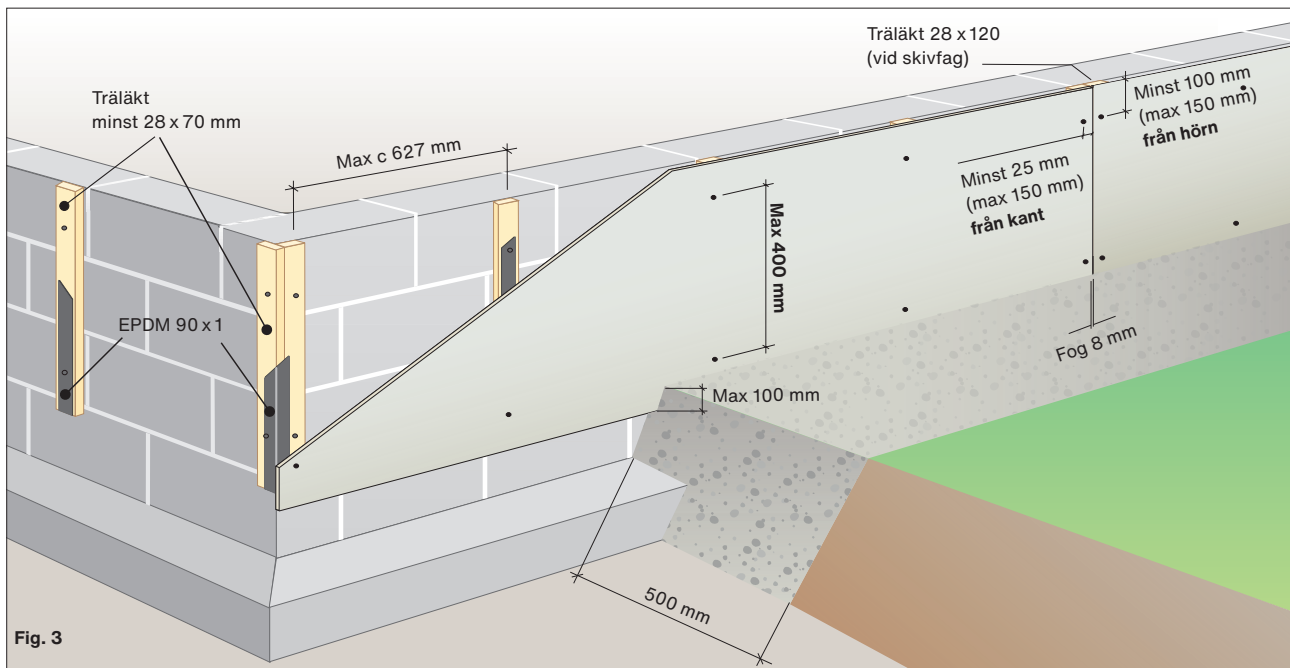 Träläkt 28 x 120
(vid skivfag)
Träläkt
minst 28 x 70 mm
Max c 627 mm
Minst 100 mm
(max 150 mm)
från hörn
Minst 25 mm
(max 150 mm)
från kant
Max 400 mm
EPDM 90 x 1
Fog 8 mm
Max 100 mm
500 mm
Fig. 3